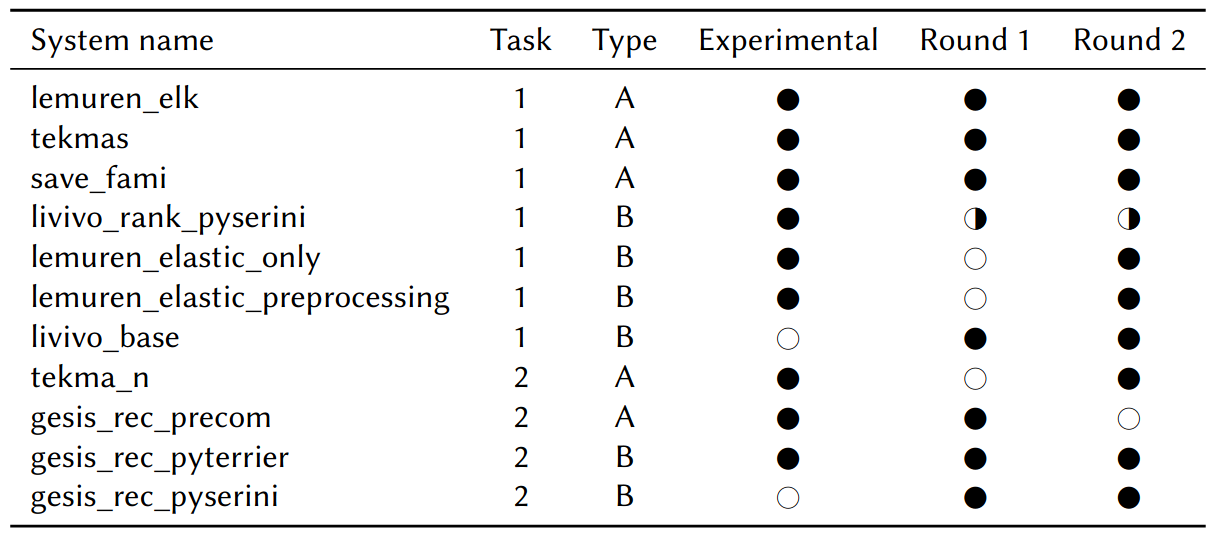 System name Task Type Experimental Round 1 Round 2
lemuren_elk 1 A ● ● ●
tekmas 1 A ● ● ●
save_fami 1 A ● ● ●
livivo_rank_pyserini 1 B ● ◑ ◑
lemuren_elastic_only 1 B ● ○ ●
lemuren_elastic_preprocessing 1 B ● ○ ●
livivo_base 1 B ○ ● ●
tekma_n 2 A ● ○ ●
gesis_rec_precom 2 A ● ● ○
gesis_rec_pyterrier 2 B ● ● ●
gesis_rec_pyserini 2 B ○ ● ●